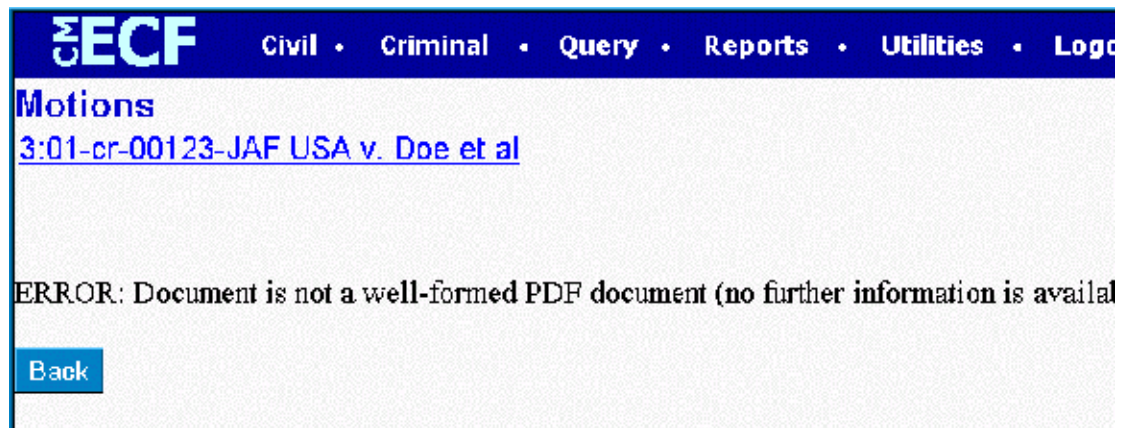 CM ECF Civil • Criminal • Query • Reports • Utilities •
Motions
3:01-cr-00123-JAF USA v. Doe et al
ERROR: Document is not a well-formed PDF document (no further information is
Back